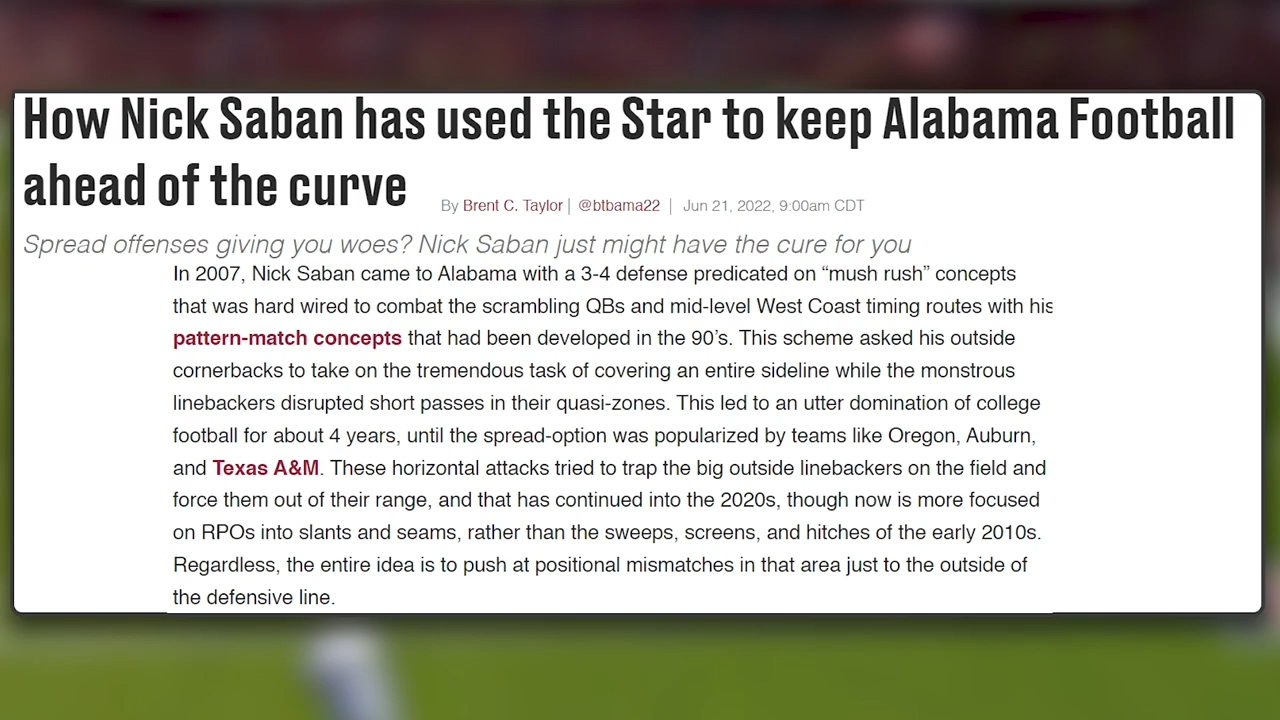 How Nick Saban has used the Star to keep Alabama Football
ahead of the curve
By Brent C. Taylor | @btbama22 | Jun 21, 2022, 9:00am CDT
Spread offenses giving you woes? Nick Saban just might have the cure for you
In 2007, Nick Saban came to Alabama with a 3-4 defense predicated on “mush rush” concepts
that was hard wired to combat the scrambling QBs and mid-level West Coast timing routes with his
pattern-match concepts that had been developed in the 90’s. This scheme asked his outside
cornerbacks to take on the tremendous task of covering an entire sideline while the monstrous
linebackers disrupted short passes in their quasi-zones. This led to an utter domination of college
football for about 4 years, until the spread-option was popularized by teams like Oregon, Auburn,
and Texas A&M. These horizontal attacks tried to trap the big outside linebackers on the field and
force them out of their range, and that has continued into the 2020s, though now is more focused
on RPOs into slants and seams, rather than the sweeps, screens, and hitches of the early 2010s.
Regardless, the entire idea is to push at positional mismatches in that area just to the outside of
the defensive line.